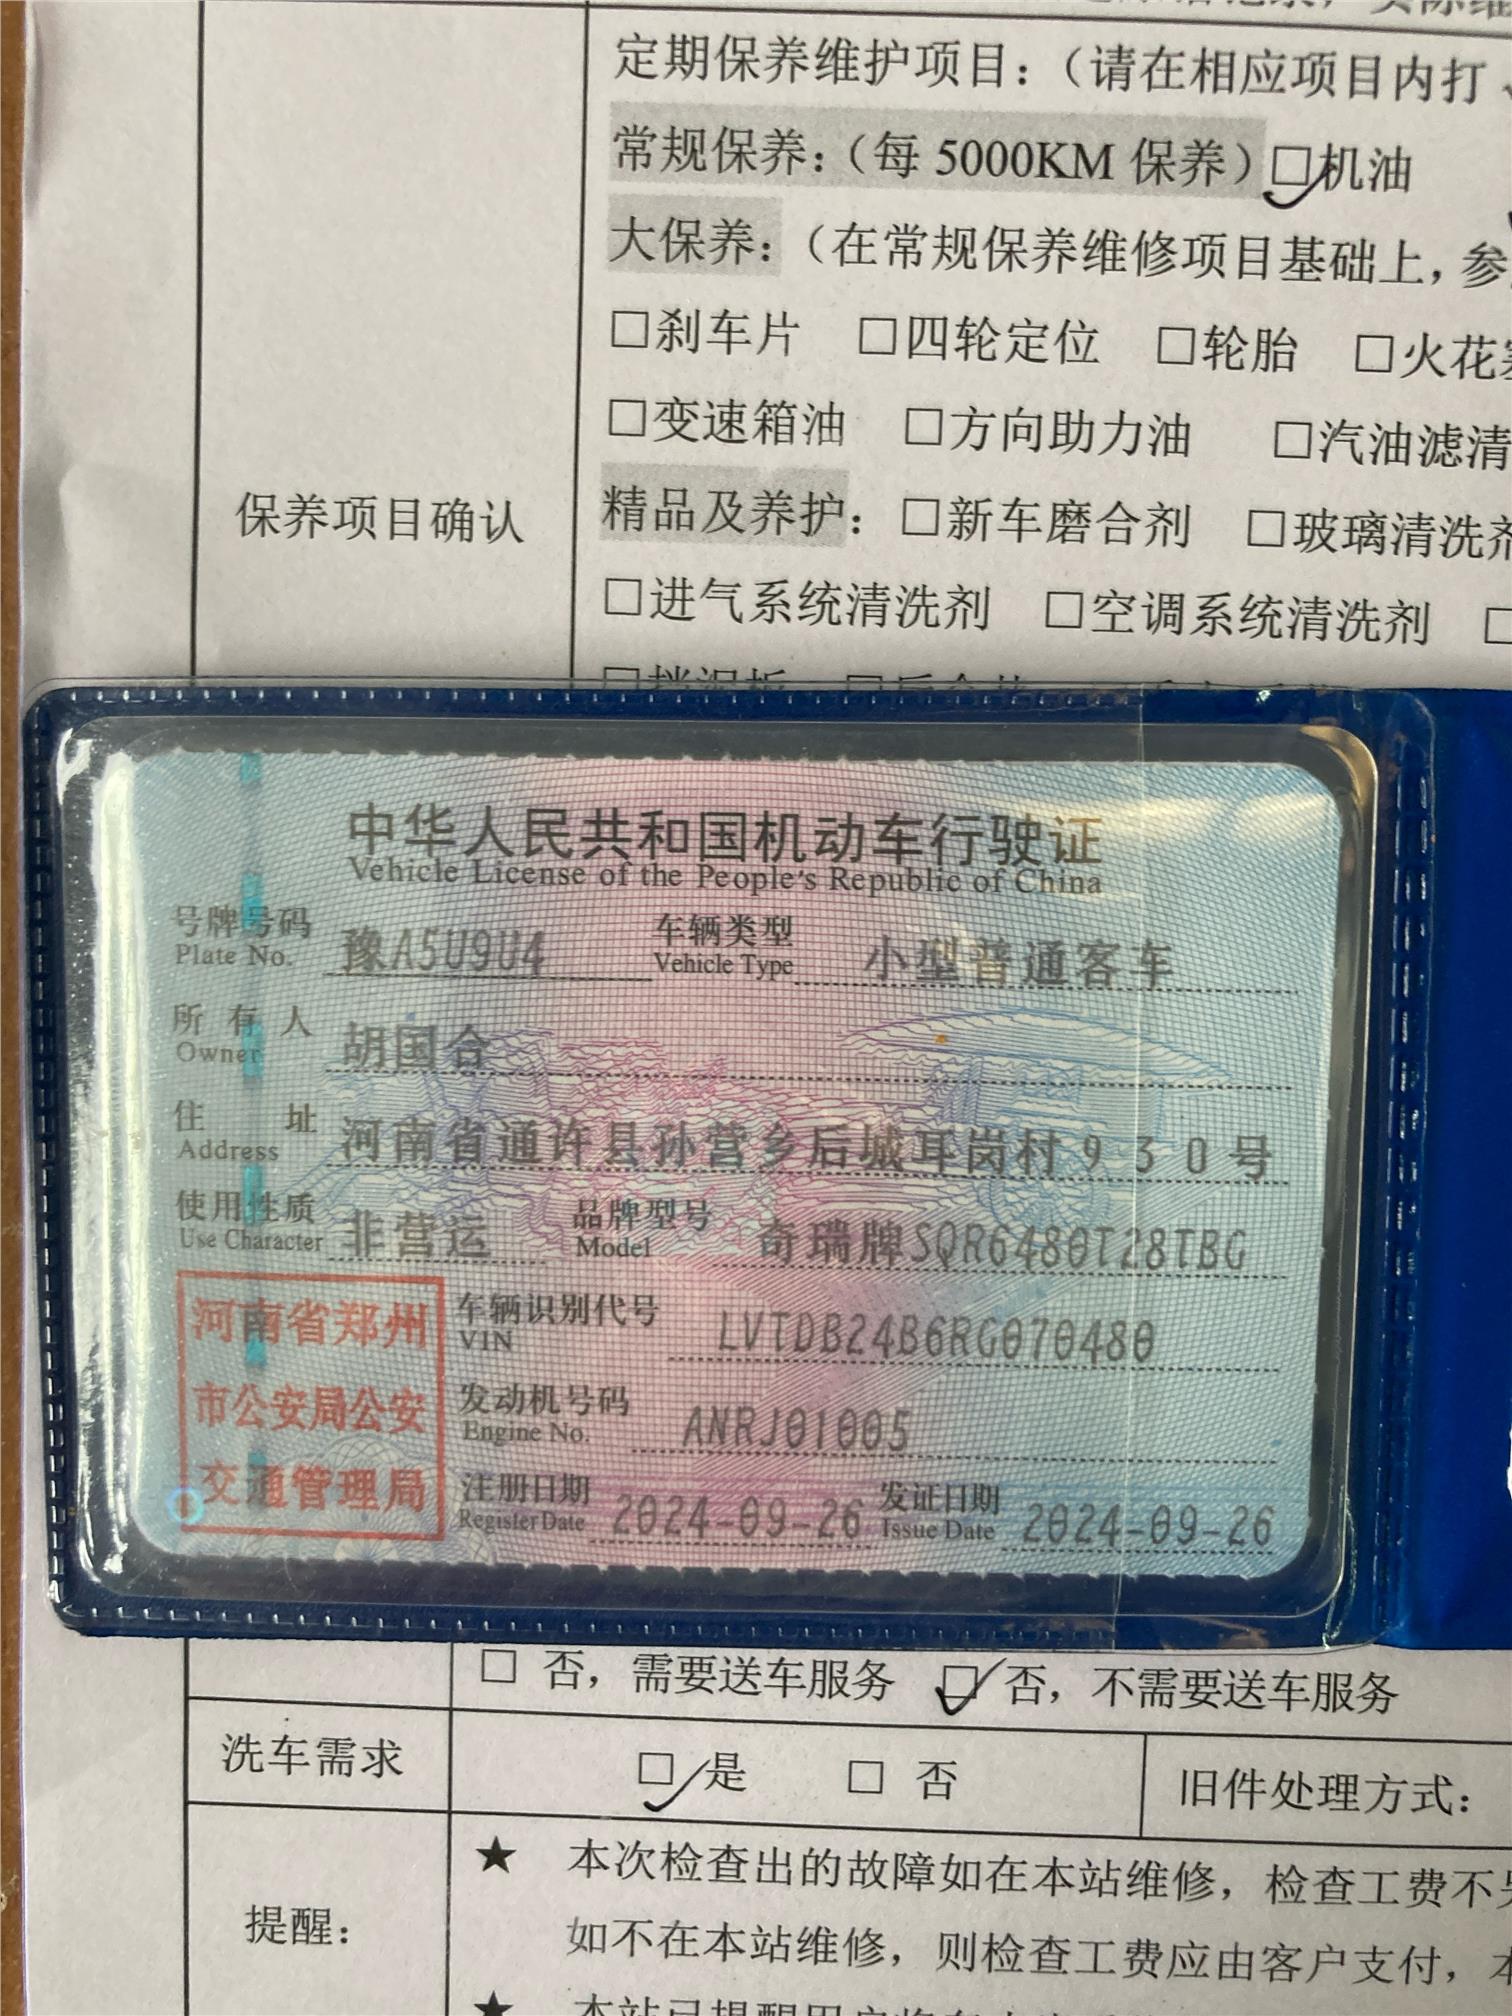 定期保养维护项目：（请在相应项目内打
常规保养：（每 5000KM 保养）☑机油
大保养：（在常规保养维修项目基础上，参
□刹车片 □四轮定位 □轮胎 □火花塞
□变速箱油 □方向助力油 □汽油滤清
保养项目确认
精品及养护：□新车磨合剂 □玻璃清洗剂
□进气系统清洗剂 □空调系统清洗剂 □
中华人民共和国机动车行驶证
Vehicle License of the People's Republic of China
号牌号码 豫A5U9U4 车辆类型 小型普通客车
Plate No. Vehicle Type
所有人 胡国合
Owner
住址 河南省通许县孙营乡后城耳岗村930号
Address
使用性质 非营运 品牌型号 奇瑞牌SQR6480T28TBG
Use Character Model
河南省郑州
市公安局公安
交通管理局
车辆识别代号 LVTDB24B6RG070480
VIN
发动机号码 ANRJ01005
Engine No.
注册日期 2024-09-26 发证日期 2024-09-26
Register Date Issue Date
□ 否，需要送车服务 ☑否，不需要送车服务
洗车需求 ☑是 □ 否 旧件处理方式：
提醒：
★ 本次检查出的故障如在本站维修，检查工费不
如不在本站维修，则检查工费应由客户支付，本